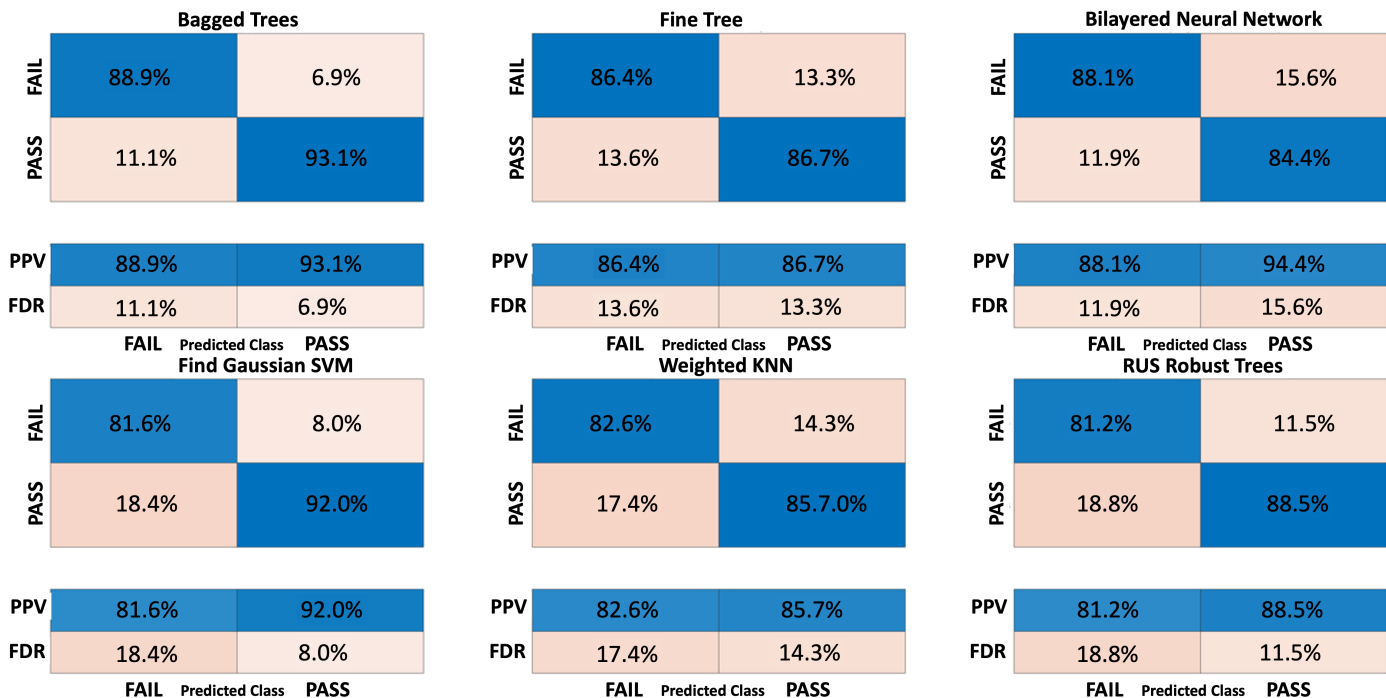 Bagged Trees
FAIL 88.9% 6.9%
PASS 11.1% 93.1%
PPV 88.9% 93.1%
FDR 11.1% 6.9%
FAIL Predicted Class PASS
Fine Tree
FAIL 86.4% 13.3%
PASS 13.6% 86.7%
PPV 86.4% 86.7%
FDR 13.6% 13.3%
FAIL Predicted Class PASS
Bilayered Neural Network
FAIL 88.1% 15.6%
PASS 11.9% 84.4%
PPV 88.1% 94.4%
FDR 11.9% 15.6%
FAIL Predicted Class PASS
Find Gaussian SVM
FAIL 81.6% 8.0%
PASS 18.4% 92.0%
PPV 81.6% 92.0%
FDR 18.4% 8.0%
FAIL Predicted Class PASS
Weighted KNN
FAIL 82.6% 14.3%
PASS 17.4% 85.7.0%
PPV 82.6% 85.7%
FDR 17.4% 14.3%
FAIL Predicted Class PASS
RUS Robust Trees
FAIL 81.2% 11.5%
PASS 18.8% 88.5%
PPV 81.2% 88.5%
FDR 18.8% 11.5%
FAIL Predicted Class PASS